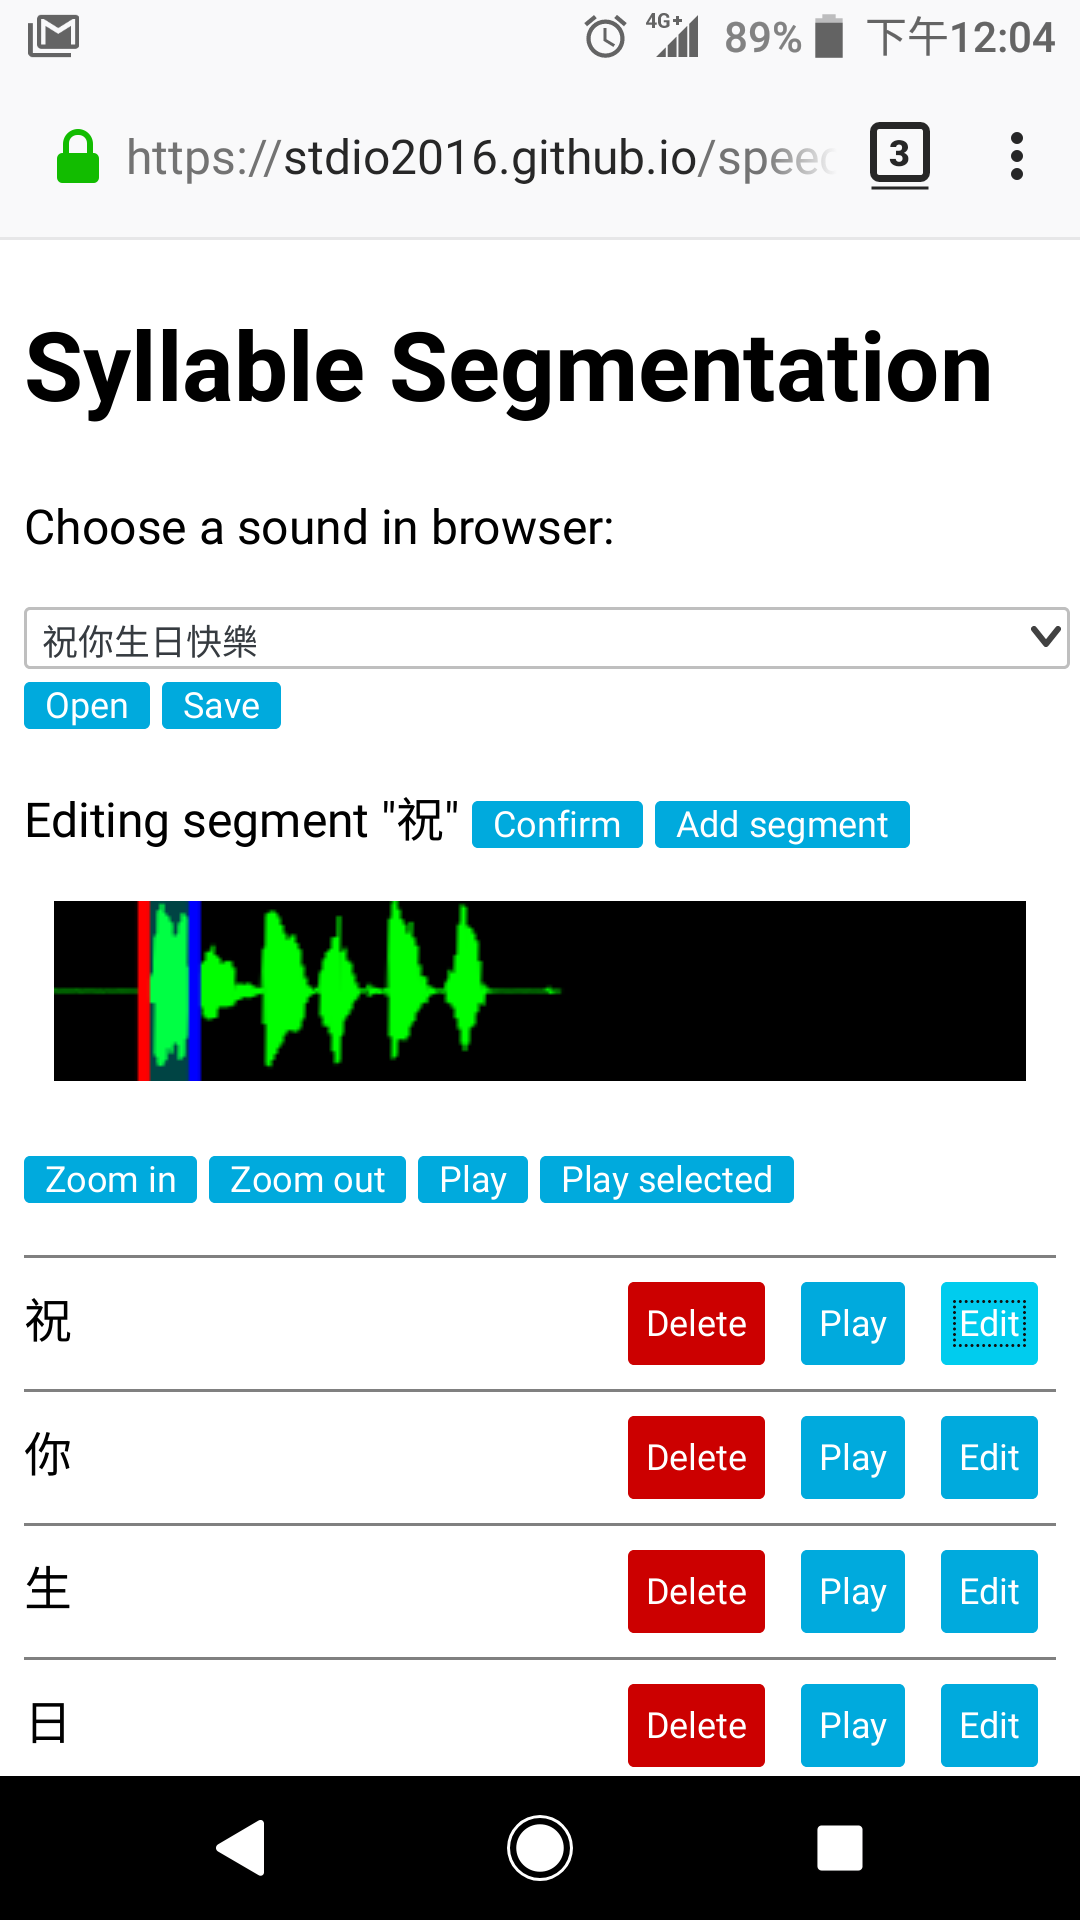 4G+ 89% 下午12:04
https://stdio2016.github.io/speec 3
Syllable Segmentation
Choose a sound in browser:
祝你生日快樂
Open Save
Editing segment "祝" Confirm Add segment
Zoom in Zoom out Play Play selected
祝 Delete Play Edit
你 Delete Play Edit
生 Delete Play Edit
日 Delete Play Edit